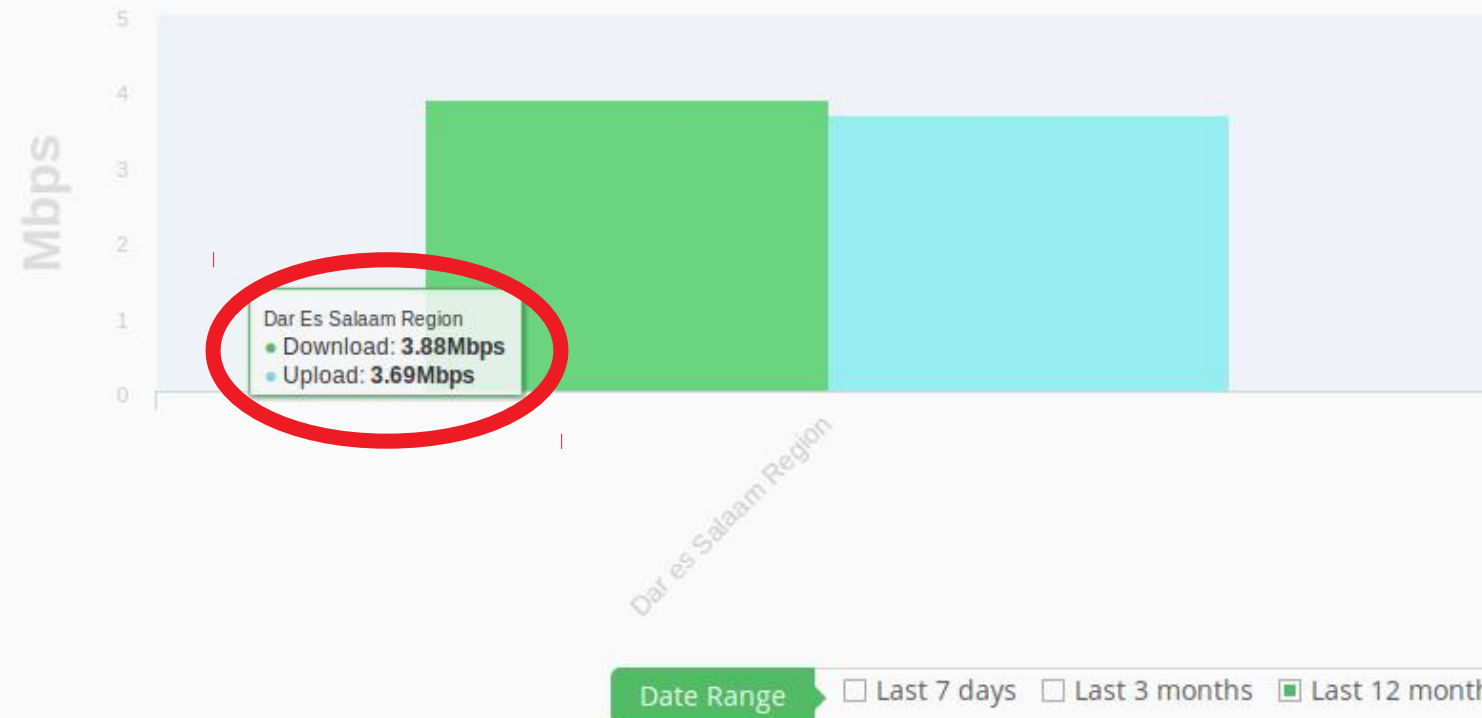 5
4
Mbps
3
2
1
Dar Es Salaam Region
• Download: 3.88Mbps
• Upload: 3.69Mbps
0
Dar es Salaam Region
Date Range
Last 7 days
Last 3 months
Last 12